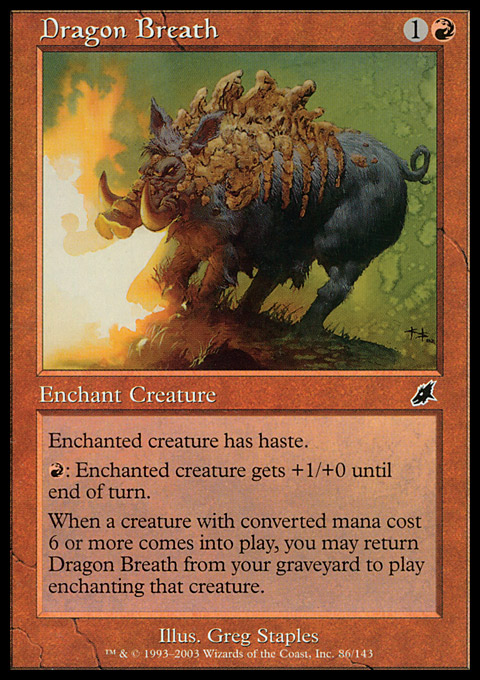 Dragon Breath 1
Enchant Creature
Enchanted creature has haste.
: Enchanted creature gets +1/+0 until
end of turn.
When a creature with converted mana cost
6 or more comes into play, you may return
Dragon Breath from your graveyard to play
enchanting that creature.
Illus. Greg Staples
™ & © 1993–2003 Wizards of the Coast, Inc. 86/143